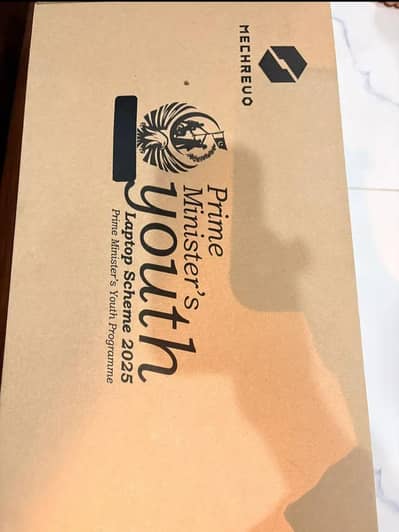 MECHREVO
Prime
Minister's
youth
Laptop Scheme 2025
Prime Minister's Youth Programme